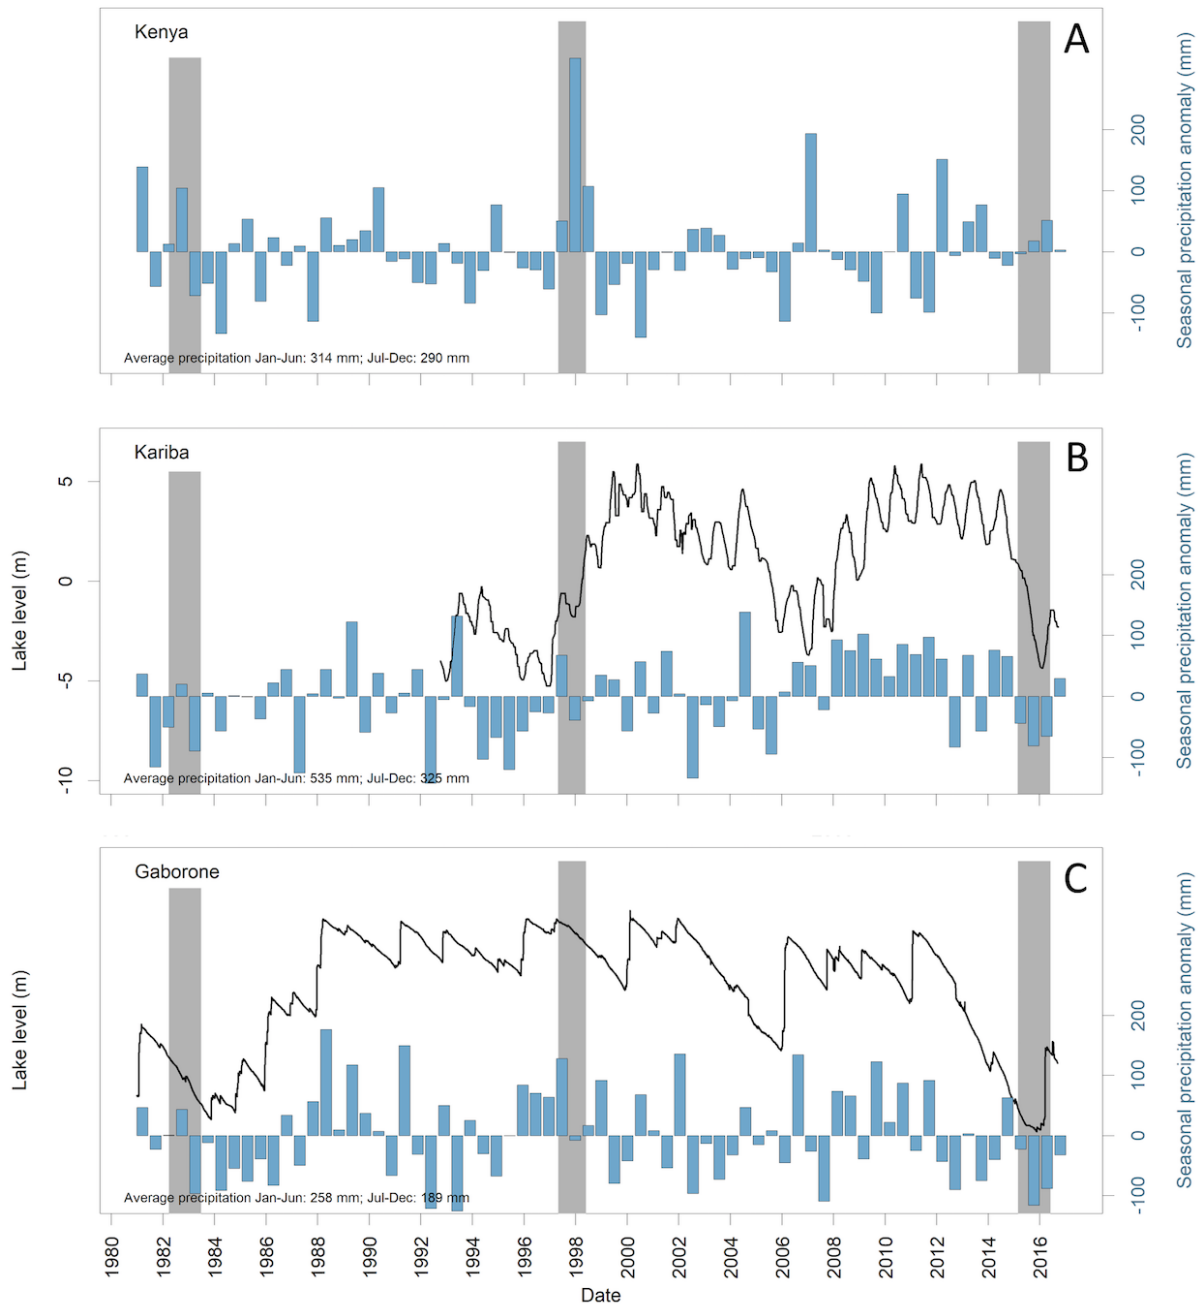 Kenya
A
200
100
0
-100
Seasonal precipitation anomaly (mm)
Average precipitation Jan-Jun: 314 mm; Jul-Dec: 290 mm
Kariba
B
5
0
-5
-10
Lake level (m)
200
100
0
-100
Seasonal precipitation anomaly (mm)
Average precipitation Jan-Jun: 535 mm; Jul-Dec: 325 mm
Gaborone
C
Lake level (m)
200
100
0
-100
Seasonal precipitation anomaly (mm)
Average precipitation Jan-Jun: 258 mm; Jul-Dec: 189 mm
1980 1982 1984 1986 1988 1990 1992 1994 1996 1998 2000 2002 2004 2006 2008 2010 2012 2014 2016
Date